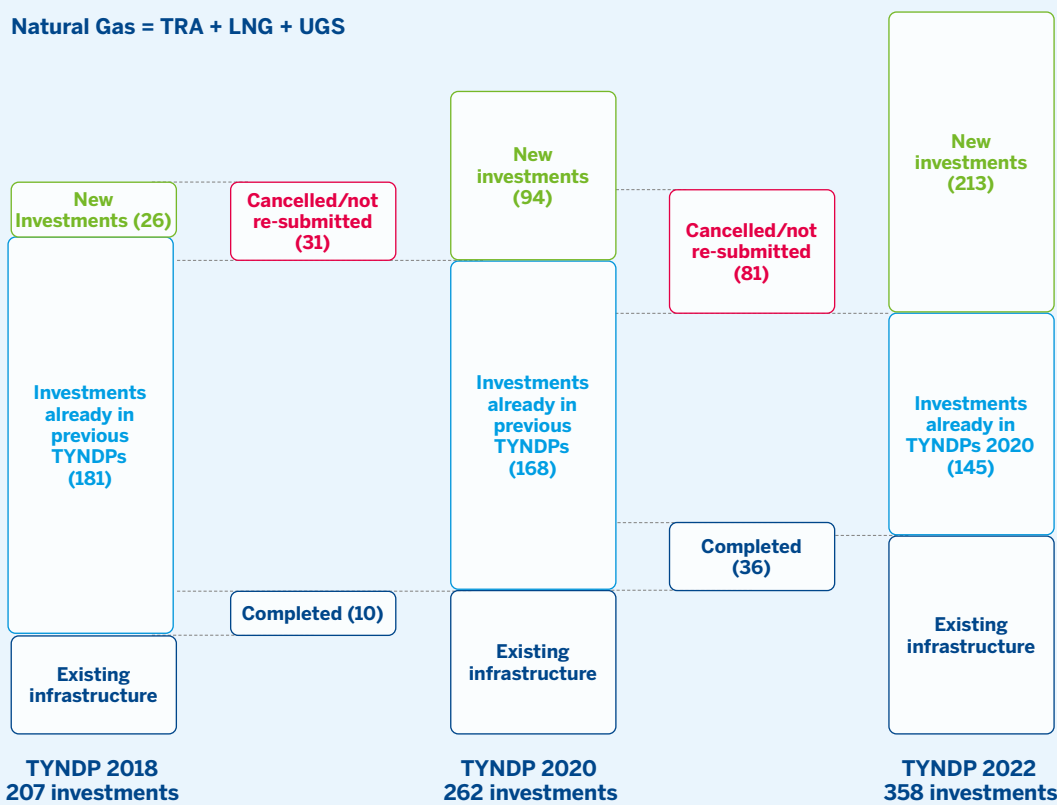 Natural Gas = TRA + LNG + UGS
New
Investments (26)
Investments
already in
previous
TYNDPs
(181)
Existing
infrastructure
TYNDP 2018
207 investments
Cancelled/not
re-submitted
(31)
Completed (10)
New
investments
(94)
Investments
already in
previous
TYNDPs
(168)
Existing
infrastructure
TYNDP 2020
262 investments
Cancelled/not
re-submitted
(81)
Completed
(36)
New
investments
(213)
Investments
already in
TYNDPs 2020
(145)
Existing
infrastructure
TYNDP 2022
358 investments